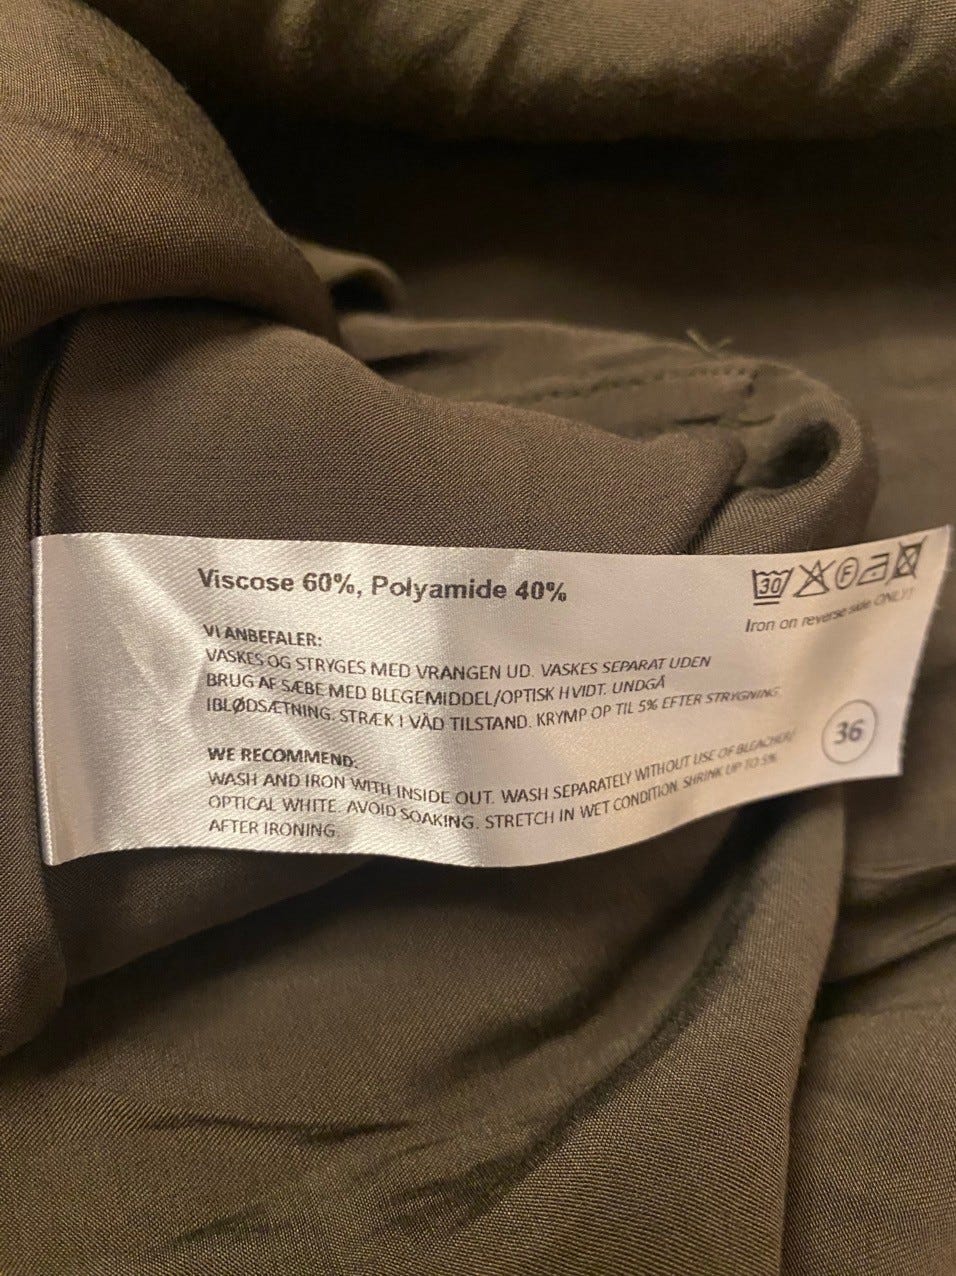 Viscose 60%, Polyamide 40%
30 F
Iron on reverse side ONLY!
VI ANBEFALER:
VASKES OG STRYGES MED VRANGEN UD. VASKES SEPARAT UDEN
BRUG AF SÆBE MED BLEGEMIDDEL/OPTISK HVIDT. UNDGÅ
IBLØDSÆTNING. STRÆK I VÅD TILSTAND. KRYMP OP TIL 5% EFTER STRYGNING.
36
WE RECOMMEND:
WASH AND IRON WITH INSIDE OUT. WASH SEPARATELY WITHOUT USE OF BLEACHER/
OPTICAL WHITE. AVOID SOAKING. STRETCH IN WET CONDITION. SHRINK UP TO 5%
AFTER IRONING.